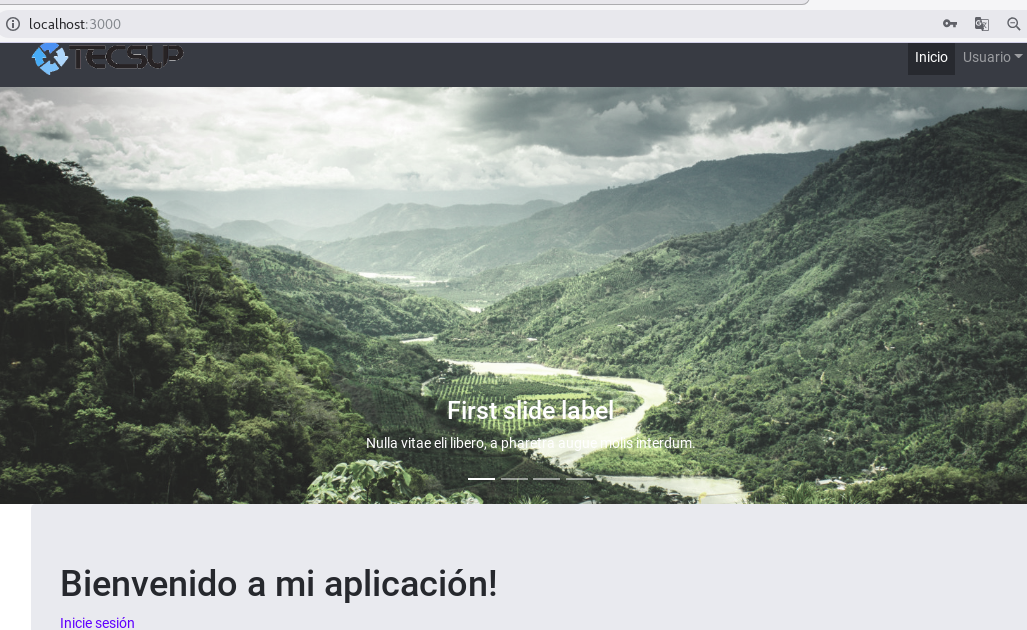 localhost:3000
TECSUP
Inicio
Usuario
First slide label
Nulla vitae eli libero, a pharetra augue molis interdum.
Bienvenido a mi aplicación!
Inicie sesión